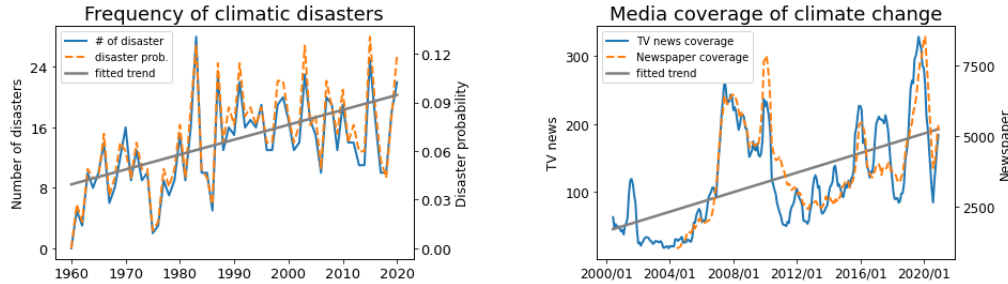 Frequency of climatic disasters
# of disaster
disaster prob.
fitted trend
Number of disasters
24
16
8
0
0.12
0.09
0.06
0.03
0.00
Disaster probability
1960
1970
1980
1990
2000
2010
2020
Media coverage of climate change
TV news coverage
Newspaper coverage
fitted trend
TV news
300
200
100
7500
5000
2500
Newspaper
2000/01
2004/01
2008/01
2012/01
2016/01
2020/01